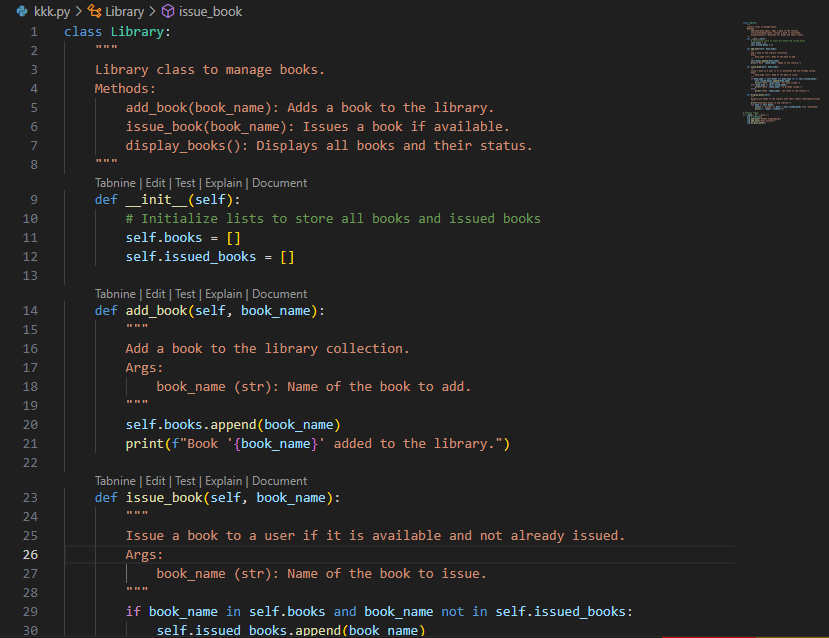 kkk.py > Library > issue_book
1 class Library:
2     """
3     Library class to manage books.
4     Methods:
5         add_book(book_name): Adds a book to the library.
6         issue_book(book_name): Issues a book if available.
7         display_books(): Displays all books and their status.
8     """
Tabnine | Edit | Test | Explain | Document
9     def __init__(self):
10         # Initialize lists to store all books and issued books
11         self.books = []
12         self.issued_books = []
13
Tabnine | Edit | Test | Explain | Document
14     def add_book(self, book_name):
15         """
16         Add a book to the library collection.
17         Args:
18             book_name (str): Name of the book to add.
19         """
20         self.books.append(book_name)
21         print(f"Book '{book_name}' added to the library.")
22
Tabnine | Edit | Test | Explain | Document
23     def issue_book(self, book_name):
24         """
25         Issue a book to a user if it is available and not already issued.
26         Args:
27             book_name (str): Name of the book to issue.
28         """
29         if book_name in self.books and book_name not in self.issued_books:
30             self.issued_books.append(book_name)